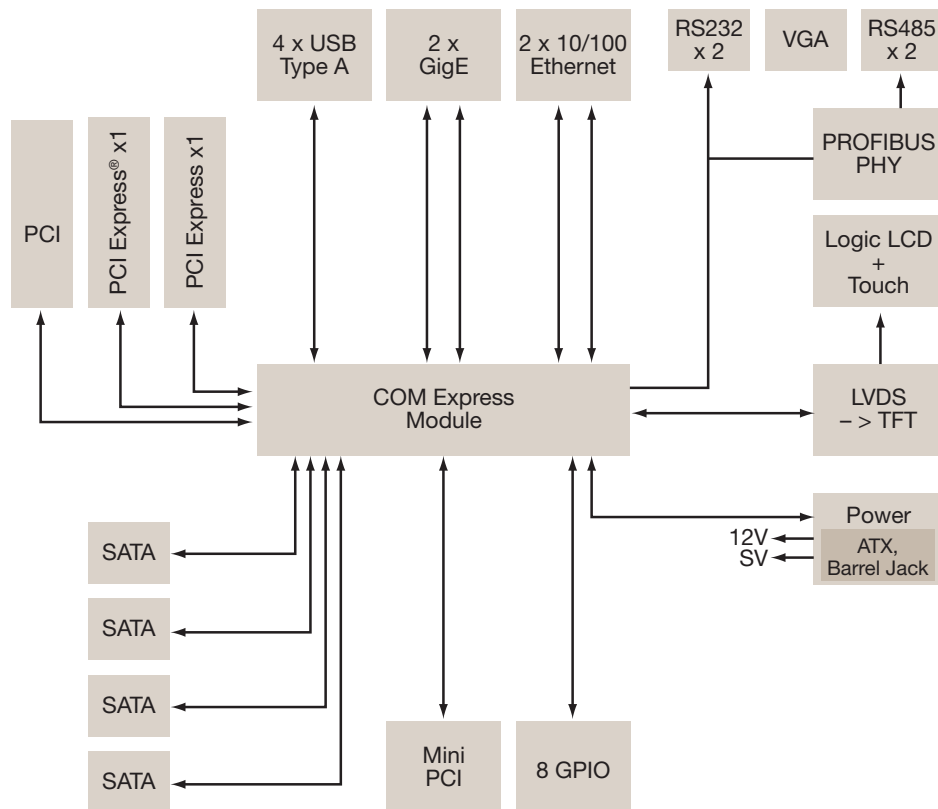 4 x USB
Type A
2 x
GigE
2 x 10/100
Ethernet
RS232
x 2
VGA
RS485
x 2
PROFIBUS
PHY
PCI
PCI Express® x1
PCI Express x1
Logic LCD
+
Touch
COM Express
Module
LVDS
– > TFT
Power
12V
SV
ATX,
Barrel Jack
SATA
SATA
SATA
SATA
Mini
PCI
8 GPIO